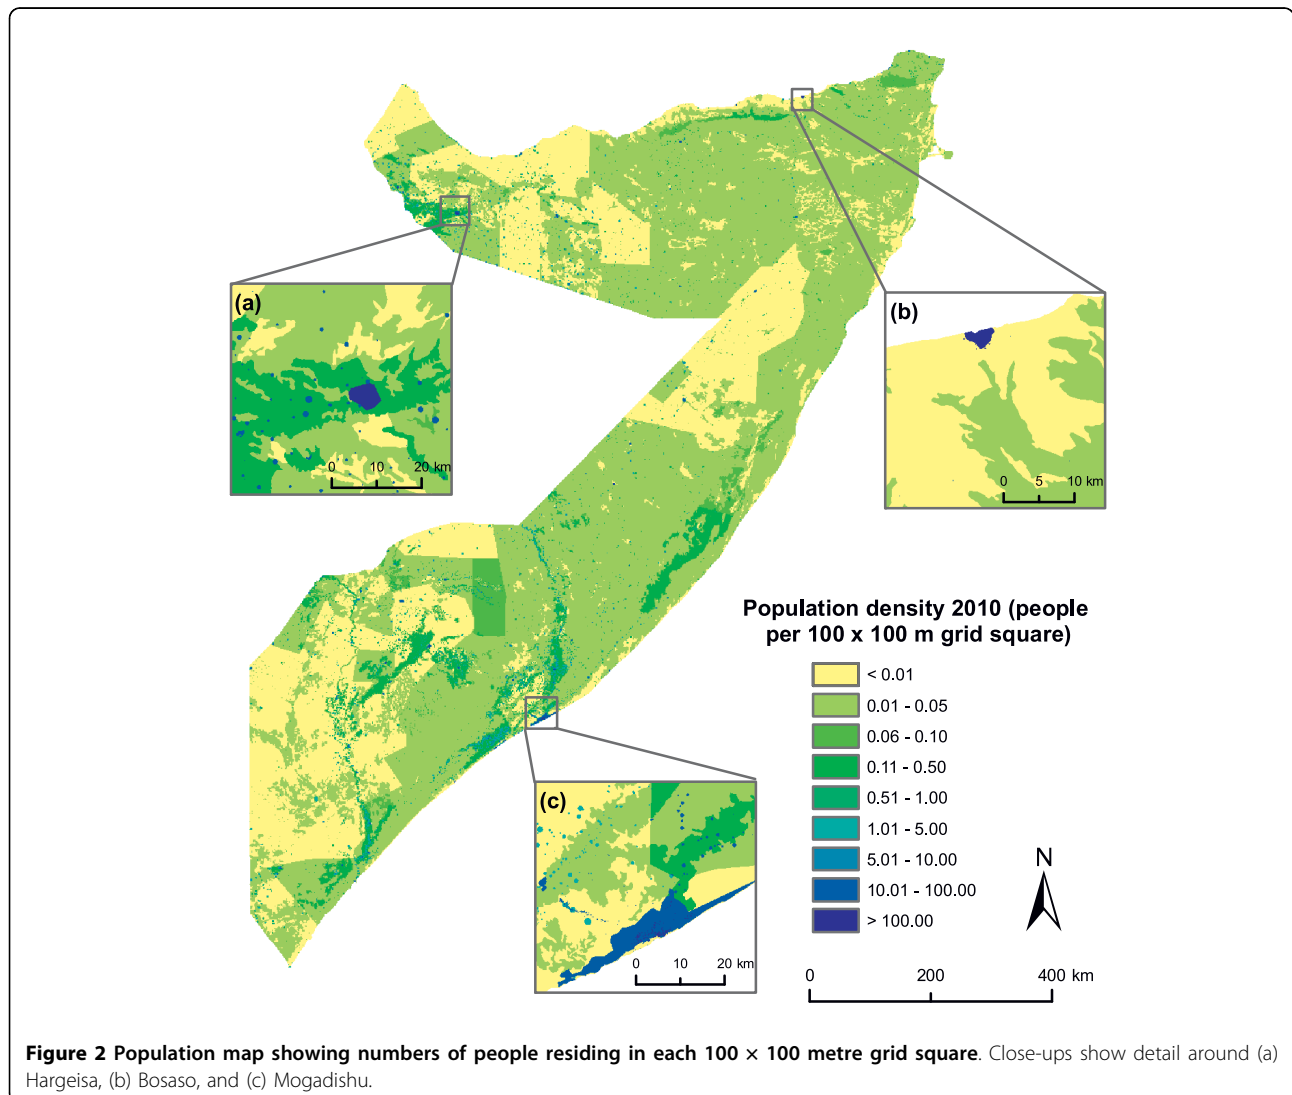 (a)
0 10 20 km
(b)
0 5 10 km
Population density 2010 (people
per 100 x 100 m grid square)
< 0.01
0.01 - 0.05
0.06 - 0.10
0.11 - 0.50
0.51 - 1.00
1.01 - 5.00
5.01 - 10.00
10.01 - 100.00
> 100.00
N
0 200 400 km
(c)
0 10 20 km
Figure 2 Population map showing numbers of people residing in each 100 × 100 metre grid square. Close-ups show detail around (a)
Hargeisa, (b) Bosaso, and (c) Mogadishu.